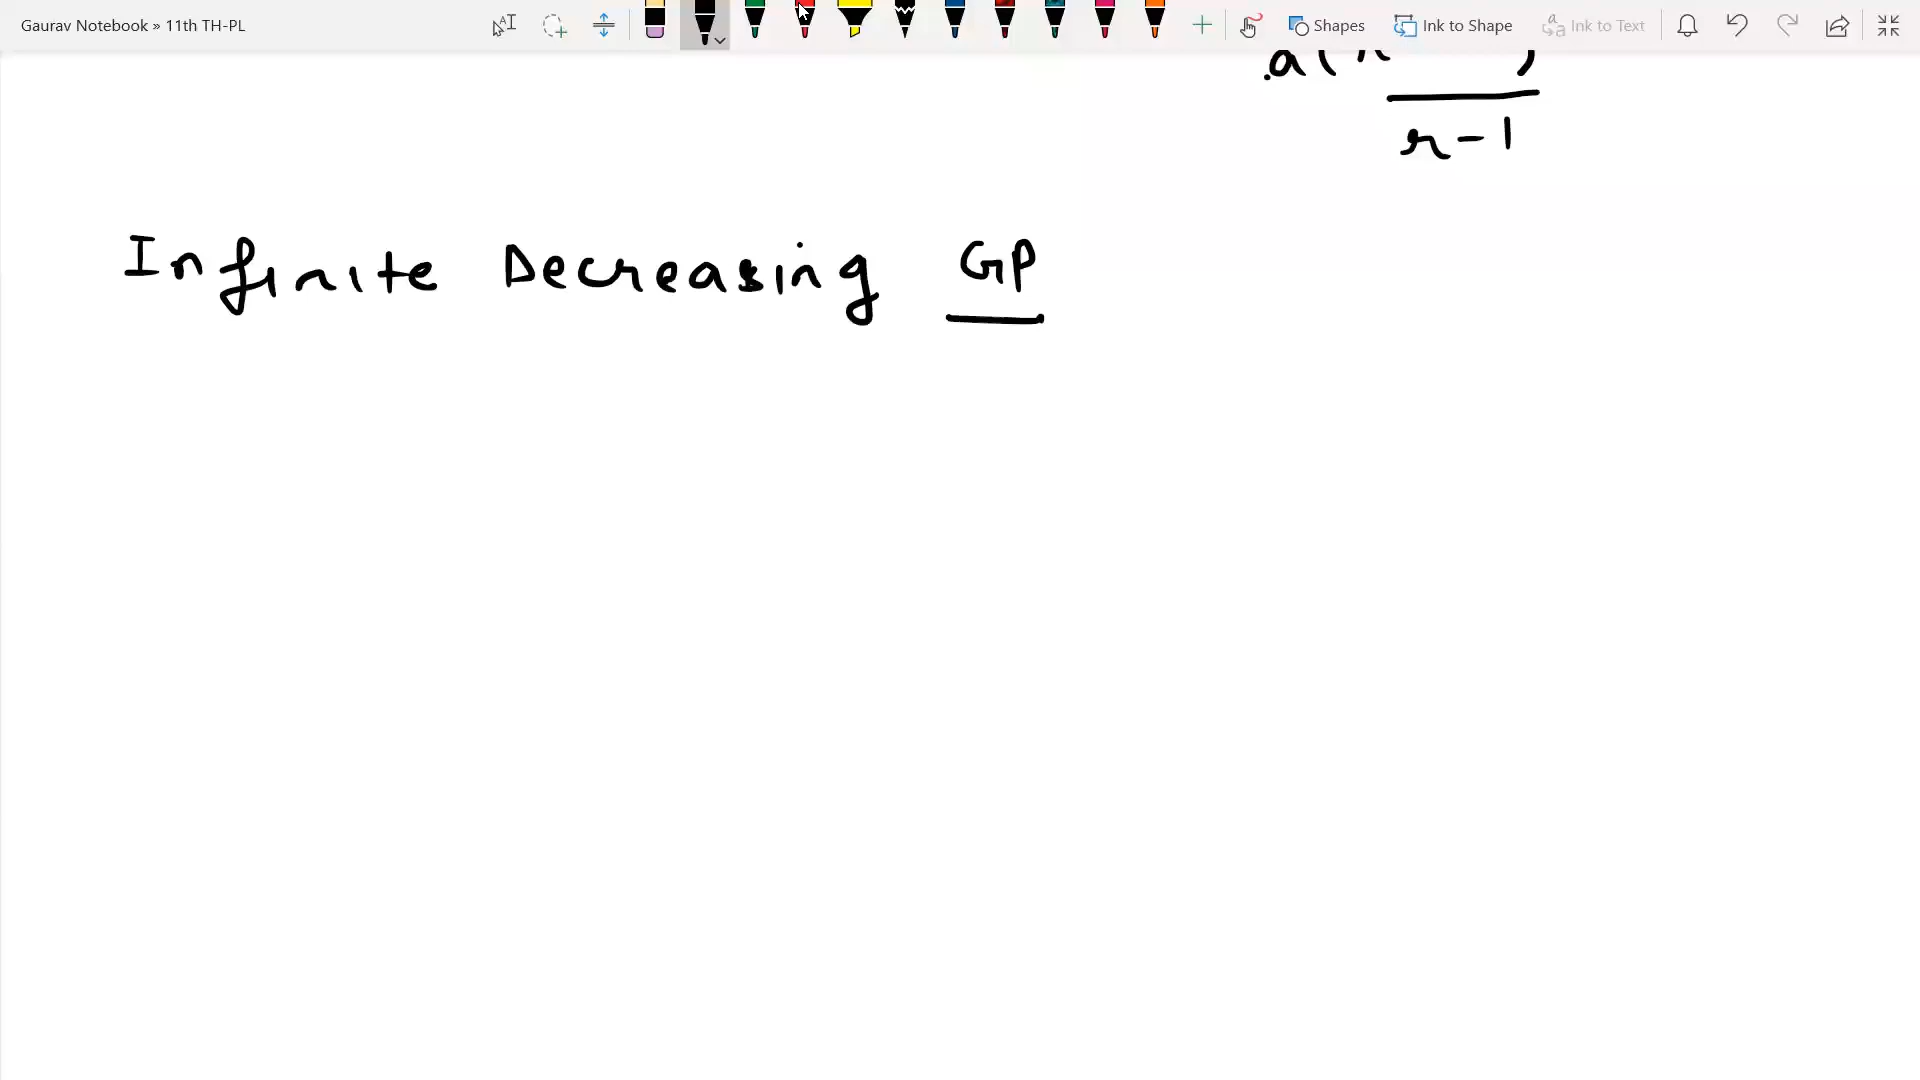 Gaurav Notebook » 11th TH-PL
Shapes Ink to Shape Ink to Text
r-1
Infinite Decreasing GP